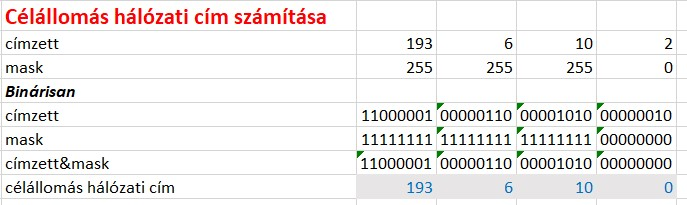 Célállomás hálózati cím számítása
címzett 193 6 10 2
mask 255 255 255 0
Binárisan
címzett 11000001 00000110 00001010 00000010
mask 11111111 11111111 11111111 00000000
címzett&mask 11000001 00000110 00001010 00000000
célállomás hálózati cím 193 6 10 0